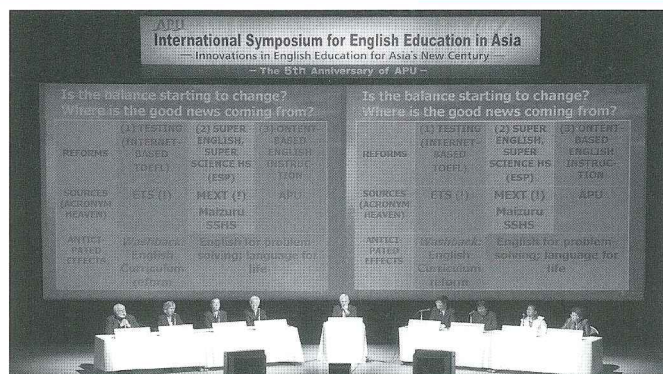 APU
International Symposium for English Education in Asia
Innovations in English Education for Asia's New Century
– The 5th Anniversary of APU –
Is the balance starting to change?
Where is the good news coming from?
REFORMS
(1) TESTING
(INTERNET-
BASED
TOEFL)
(2) SUPER
ENGLISH,
SUPER
SCIENCE HS
(ESP)
(3) ONTENT-
BASED
ENGLISH
INSTRUC-
TION
SOURCES
(ACRONYM
HEAVEN)
ETS (!)
MEXT (!)
Maizuru
SSHS
APU
ANTICI-
PATED
EFFECTS
Washback:
English
Curriculum
reform
English for problem
solving; language for
life
Is the balance starting to change?
Where is the good news coming from?
REFORMS
(1) TESTING
(INTERNET-
BASED
TOEFL)
(2) SUPER
ENGLISH,
SUPER
SCIENCE HS
(ESP)
(3) ONTENT-
BASED
ENGLISH
INSTRUC-
TION
SOURCES
(ACRONYM
HEAVEN)
ETS (!)
MEXT (!)
Maizuru
SSHS
APU
ANTICI-
PATED
EFFECTS
Washback:
English
Curriculum
reform
English for problem
solving; language for
life